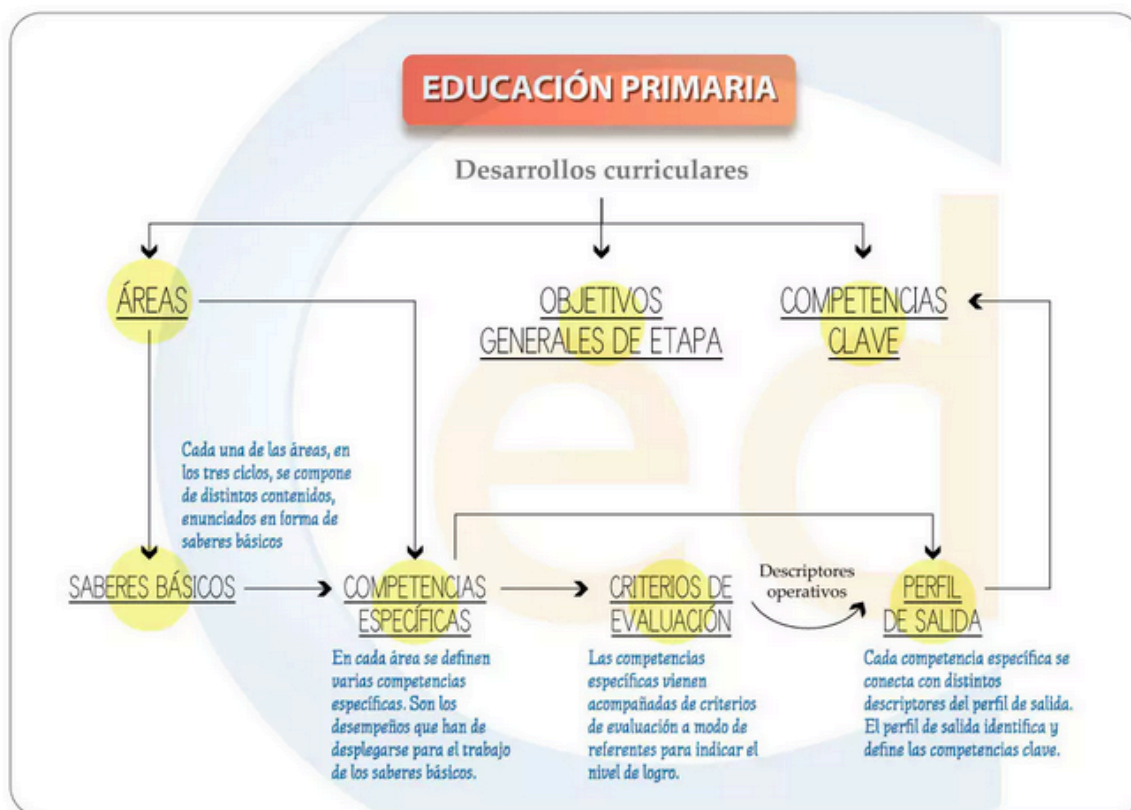 EDUCACIÓN PRIMARIA
Desarrollos curriculares
ÁREAS
OBJETIVOS
GENERALES DE ETAPA
COMPETENCIAS
CLAVE
Cada una de las áreas, en
los tres ciclos, se compone
de distintos contenidos,
enunciados en forma de
saberes básicos
SABERES BÁSICOS
COMPETENCIAS
ESPECÍFICAS
En cada área se definen
varias competencias
específicas. Son los
desempeños que han de
desplegarse para el trabajo
de los saberes básicos.
CRITERIOS DE
EVALUACIÓN
Las competencias
específicas vienen
acompañadas de criterios
de evaluación a modo de
referentes para indicar el
nivel de logro.
Descriptores
operativos
PERFIL
DE SALIDA
Cada competencia específica se
conecta con distintos
descriptores del perfil de salida.
El perfil de salida identifica y
define las competencias clave.
Ced